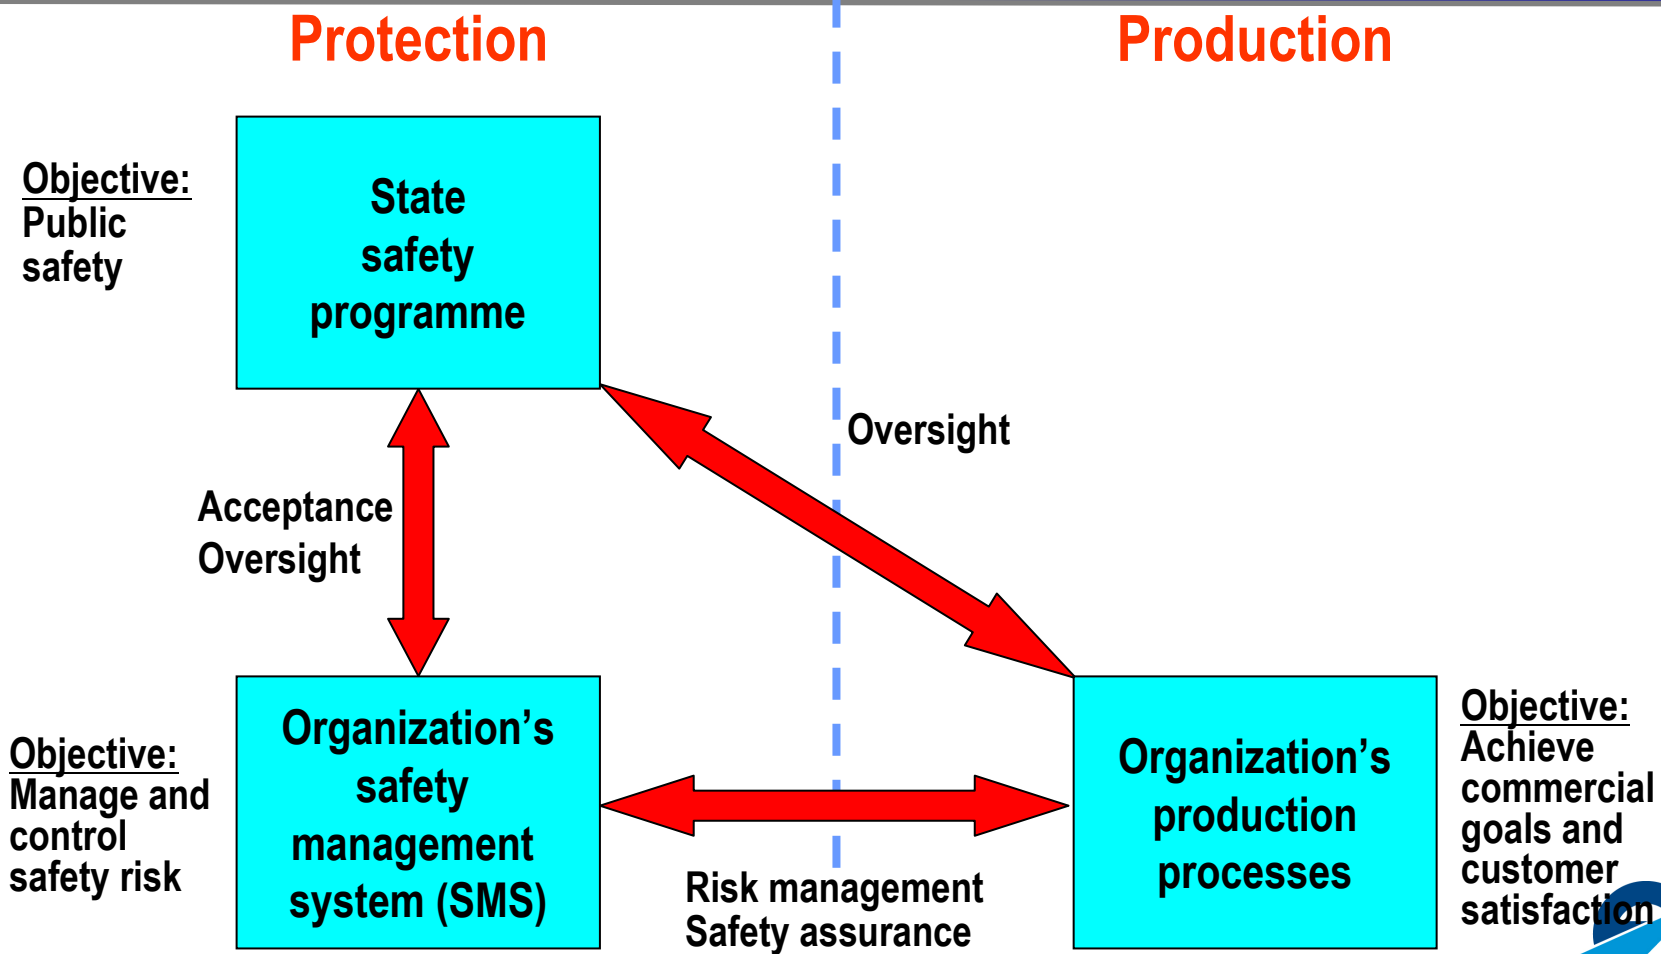 Protection
Production
Objective:
Public
safety
State
safety
programme
Oversight
Acceptance
Oversight
Objective:
Manage and
control
safety risk
Organization’s
safety
management
system (SMS)
Risk management
Safety assurance
Organization’s
production
processes
Objective:
Achieve
commercial
goals and
customer
satisfaction